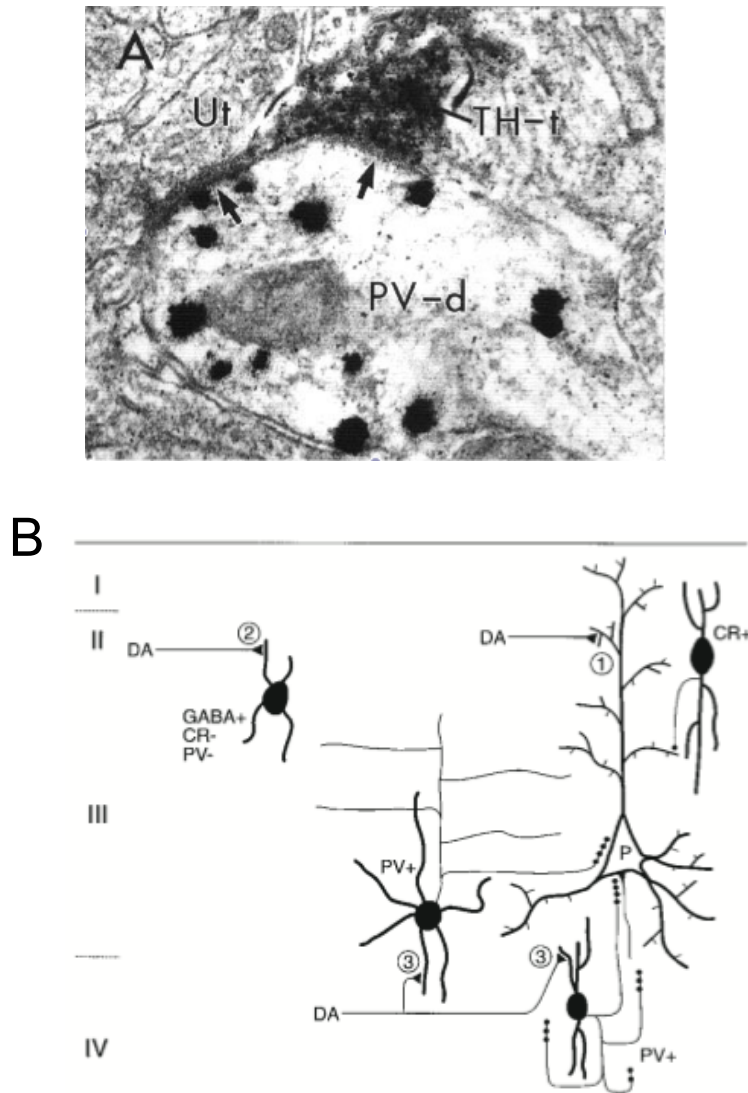 A
Ut
TH-t
PV-d
B
I
II
DA
②
DA
①
CR+
GABA+
CR-
PV-
III
PV+
P
③
③
DA
IV
PV+